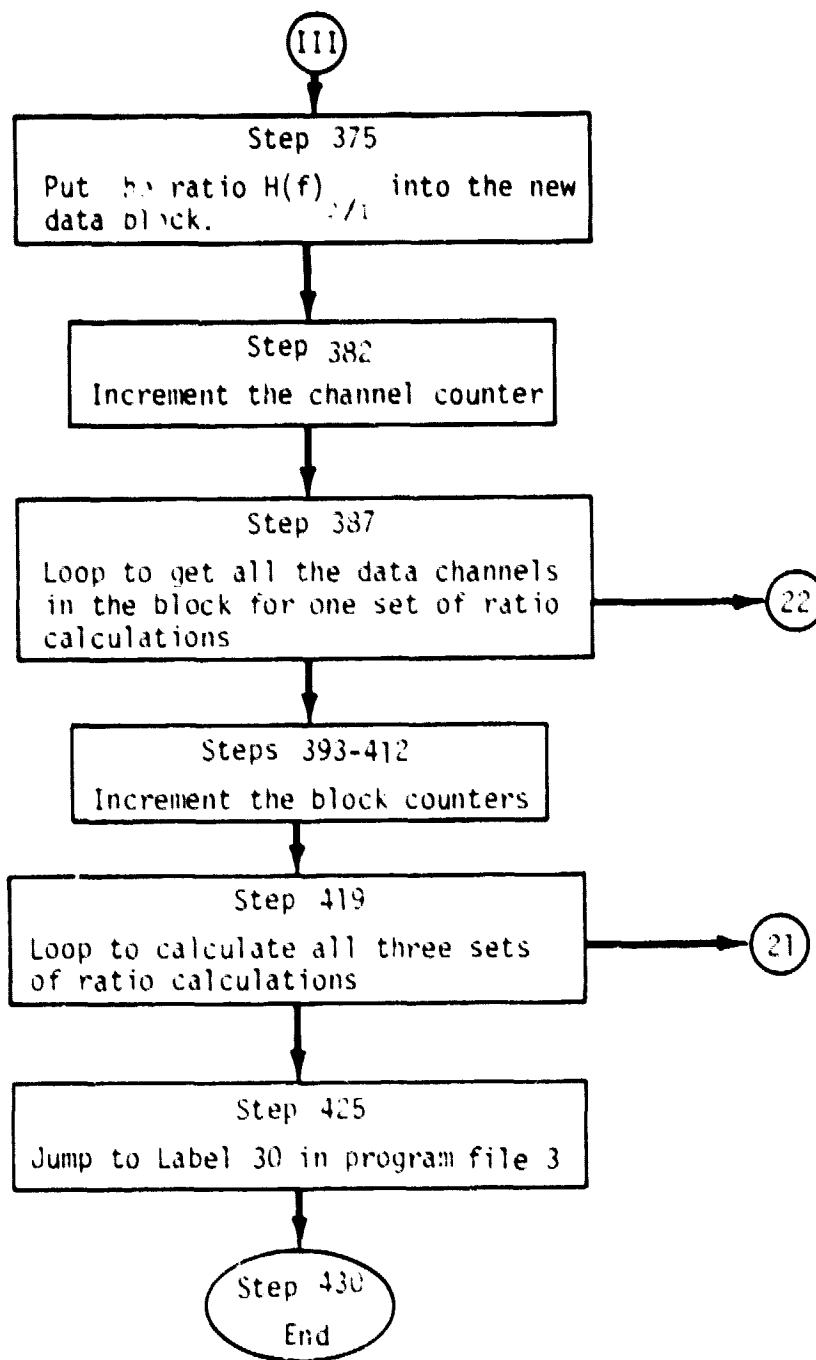 III
Step 375
Put ratio H(f) into the new
data block.
Step 382
Increment the channel counter
Step 387
Loop to get all the data channels
in the block for one set of ratio
calculations
22
Steps 393-412
Increment the block counters
Step 419
Loop to calculate all three sets
of ratio calculations
21
Step 425
Jump to Label 30 in program file 3
Step 430
End